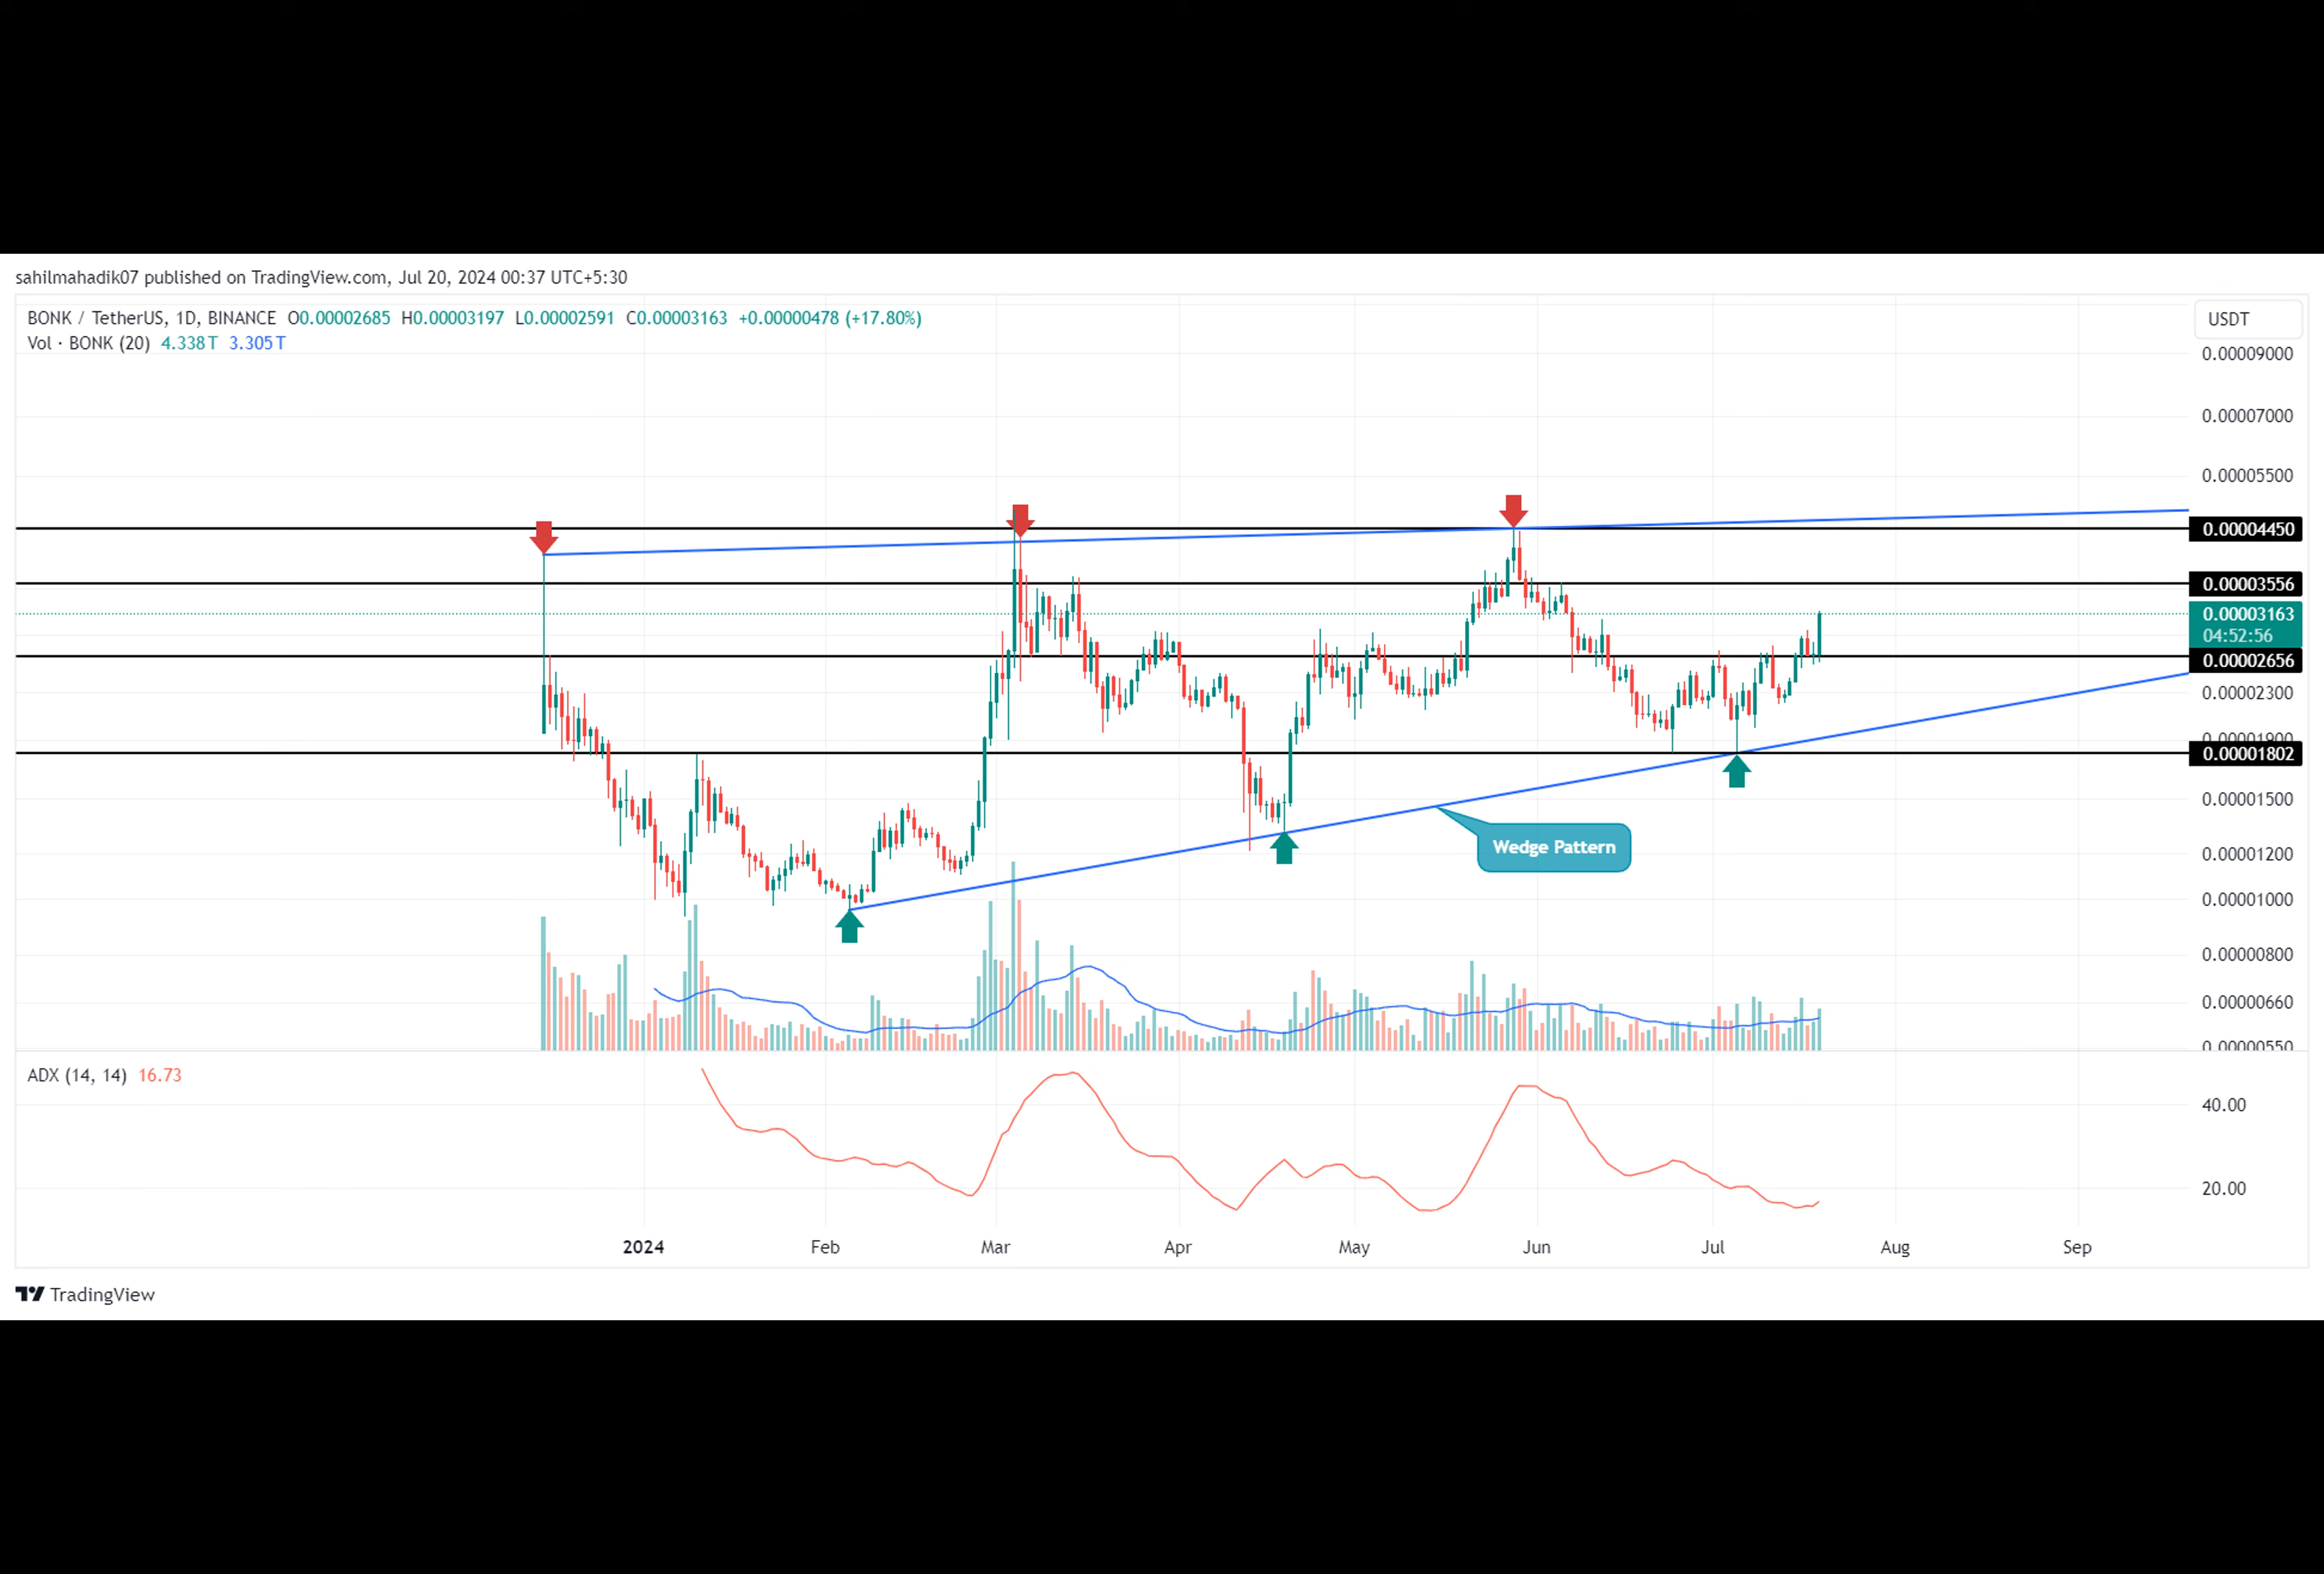 sahilmahadik07 published on TradingView.com, Jul 20, 2024 00:37 UTC+5:30
BONK / TetherUS, 1D, BINANCE O0.00002685 H0.00003197 L0.00002591 C0.00003163 +0.00000478 (+17.80%)
Vol · BONK (20) 4.338T 3.305T
USDT
0.00009000
0.00007000
0.00005500
0.00004450
0.00003556
0.00003163
04:52:56
0.00002656
0.00002300
0.00001900
0.00001802
0.00001500
Wedge Pattern
0.00001200
0.00001000
0.00000800
0.00000660
0.00000550
ADX (14, 14) 16.73
40.00
20.00
2024 Feb Mar Apr May Jun Jul Aug Sep
TradingView